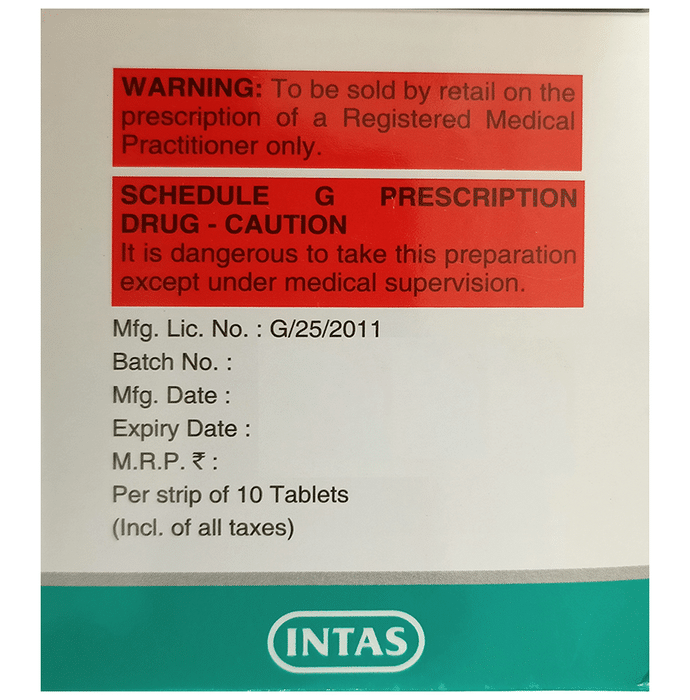 WARNING: To be sold by retail on the
prescription of a Registered Medical
Practitioner only.
SCHEDULE G PRESCRIPTION
DRUG - CAUTION
It is dangerous to take this preparation
except under medical supervision.
Mfg. Lic. No. : G/25/2011
Batch No. :
Mfg. Date :
Expiry Date :
M.R.P. ₹ :
Per strip of 10 Tablets
(Incl. of all taxes)
INTAS